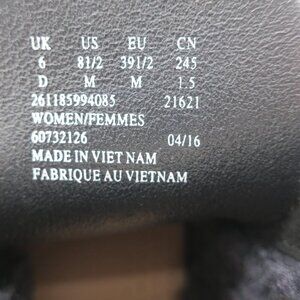 UK US EU CN
6 81/2 391/2 245
D M M 1.5
261185994085 21621
WOMEN/FEMMES
60732126 04/16
MADE IN VIET NAM
FABRIQUE AU VIETNAM